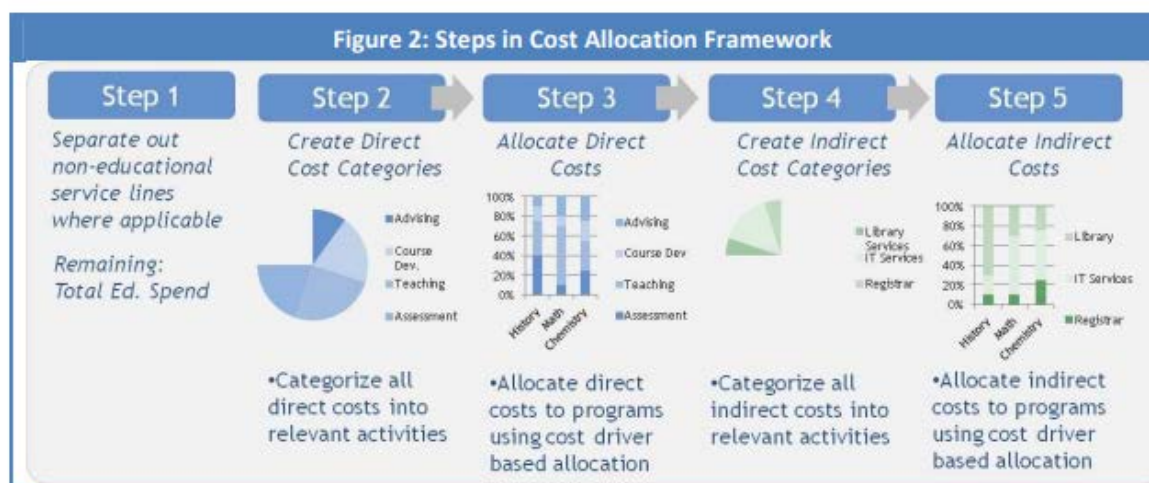 Figure 2: Steps in Cost Allocation Framework
Step 1
Separate out
non-educational
service lines
where applicable
Remaining:
Total Ed. Spend
Step 2
Create Direct
Cost Categories
Advising
Course
Dev.
Teaching
Assessment
•Categorize all
direct costs into
relevant activities
Step 3
Allocate Direct
Costs
100%
80%
60%
40%
20%
0%
History
Math
Chemistry
Advising
Course Dev
Teaching
Assessment
•Allocate direct
costs to programs
using cost driver
based allocation
Step 4
Create Indirect
Cost Categories
Library
Services
IT Services
Registrar
•Categorize all
indirect costs into
relevant activities
Step 5
Allocate Indirect
Costs
100%
80%
60%
40%
20%
0%
History
Math
Chemistry
Library
IT Services
Registrar
•Allocate indirect
costs to programs
using cost driver
based allocation